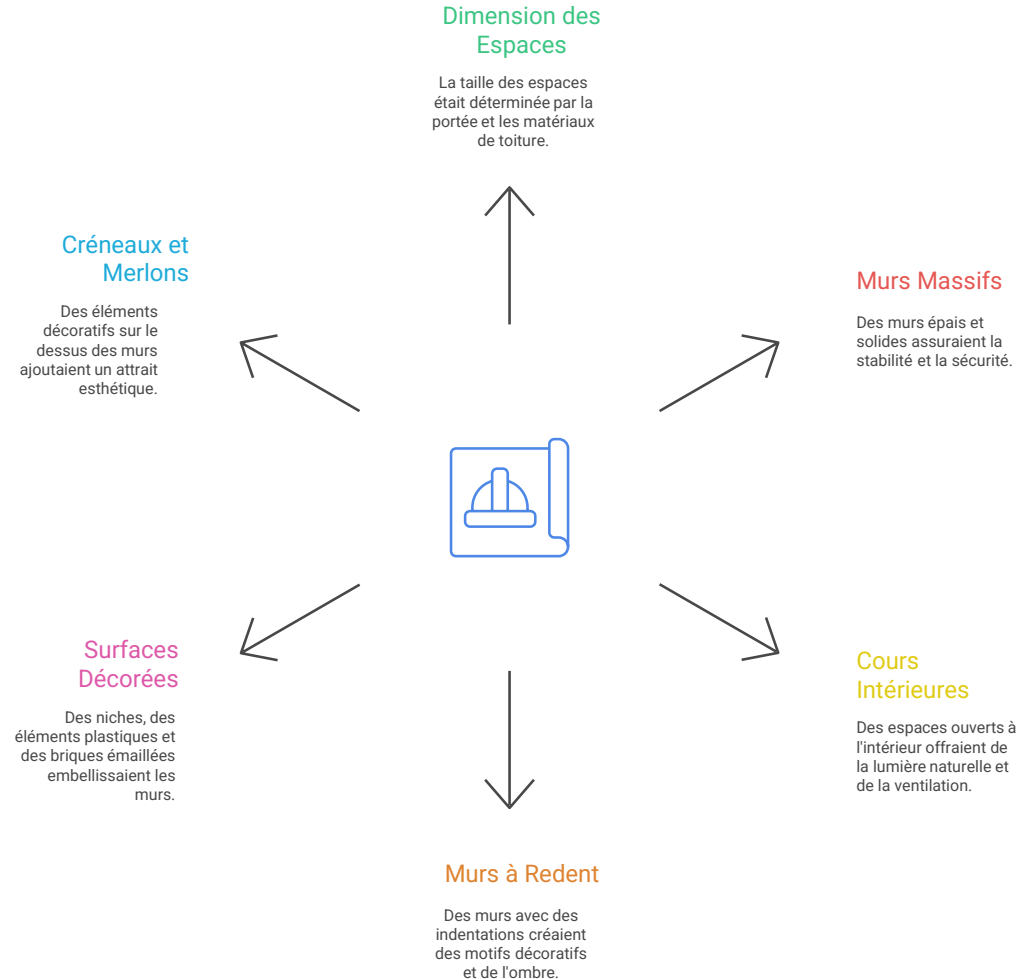 Dimension des
Espaces
La taille des espaces
était déterminée par la
portée et les matériaux
de toiture.
Créneaux et
Merlons
Des éléments
décoratifs sur le
dessus des murs
ajoutaient un attrait
esthétique.
Murs Massifs
Des murs épais et
solides assuraient la
stabilité et la sécurité.
Surfaces
Décorées
Des niches, des
éléments plastiques et
des briques émaillées
embellissaient les
murs.
Cours
Intérieures
Des espaces ouverts à
l'intérieur offraient de
la lumière naturelle et
de la ventilation.
Murs à Redent
Des murs avec des
indentations créaient
des motifs décoratifs
et de l'ombre.